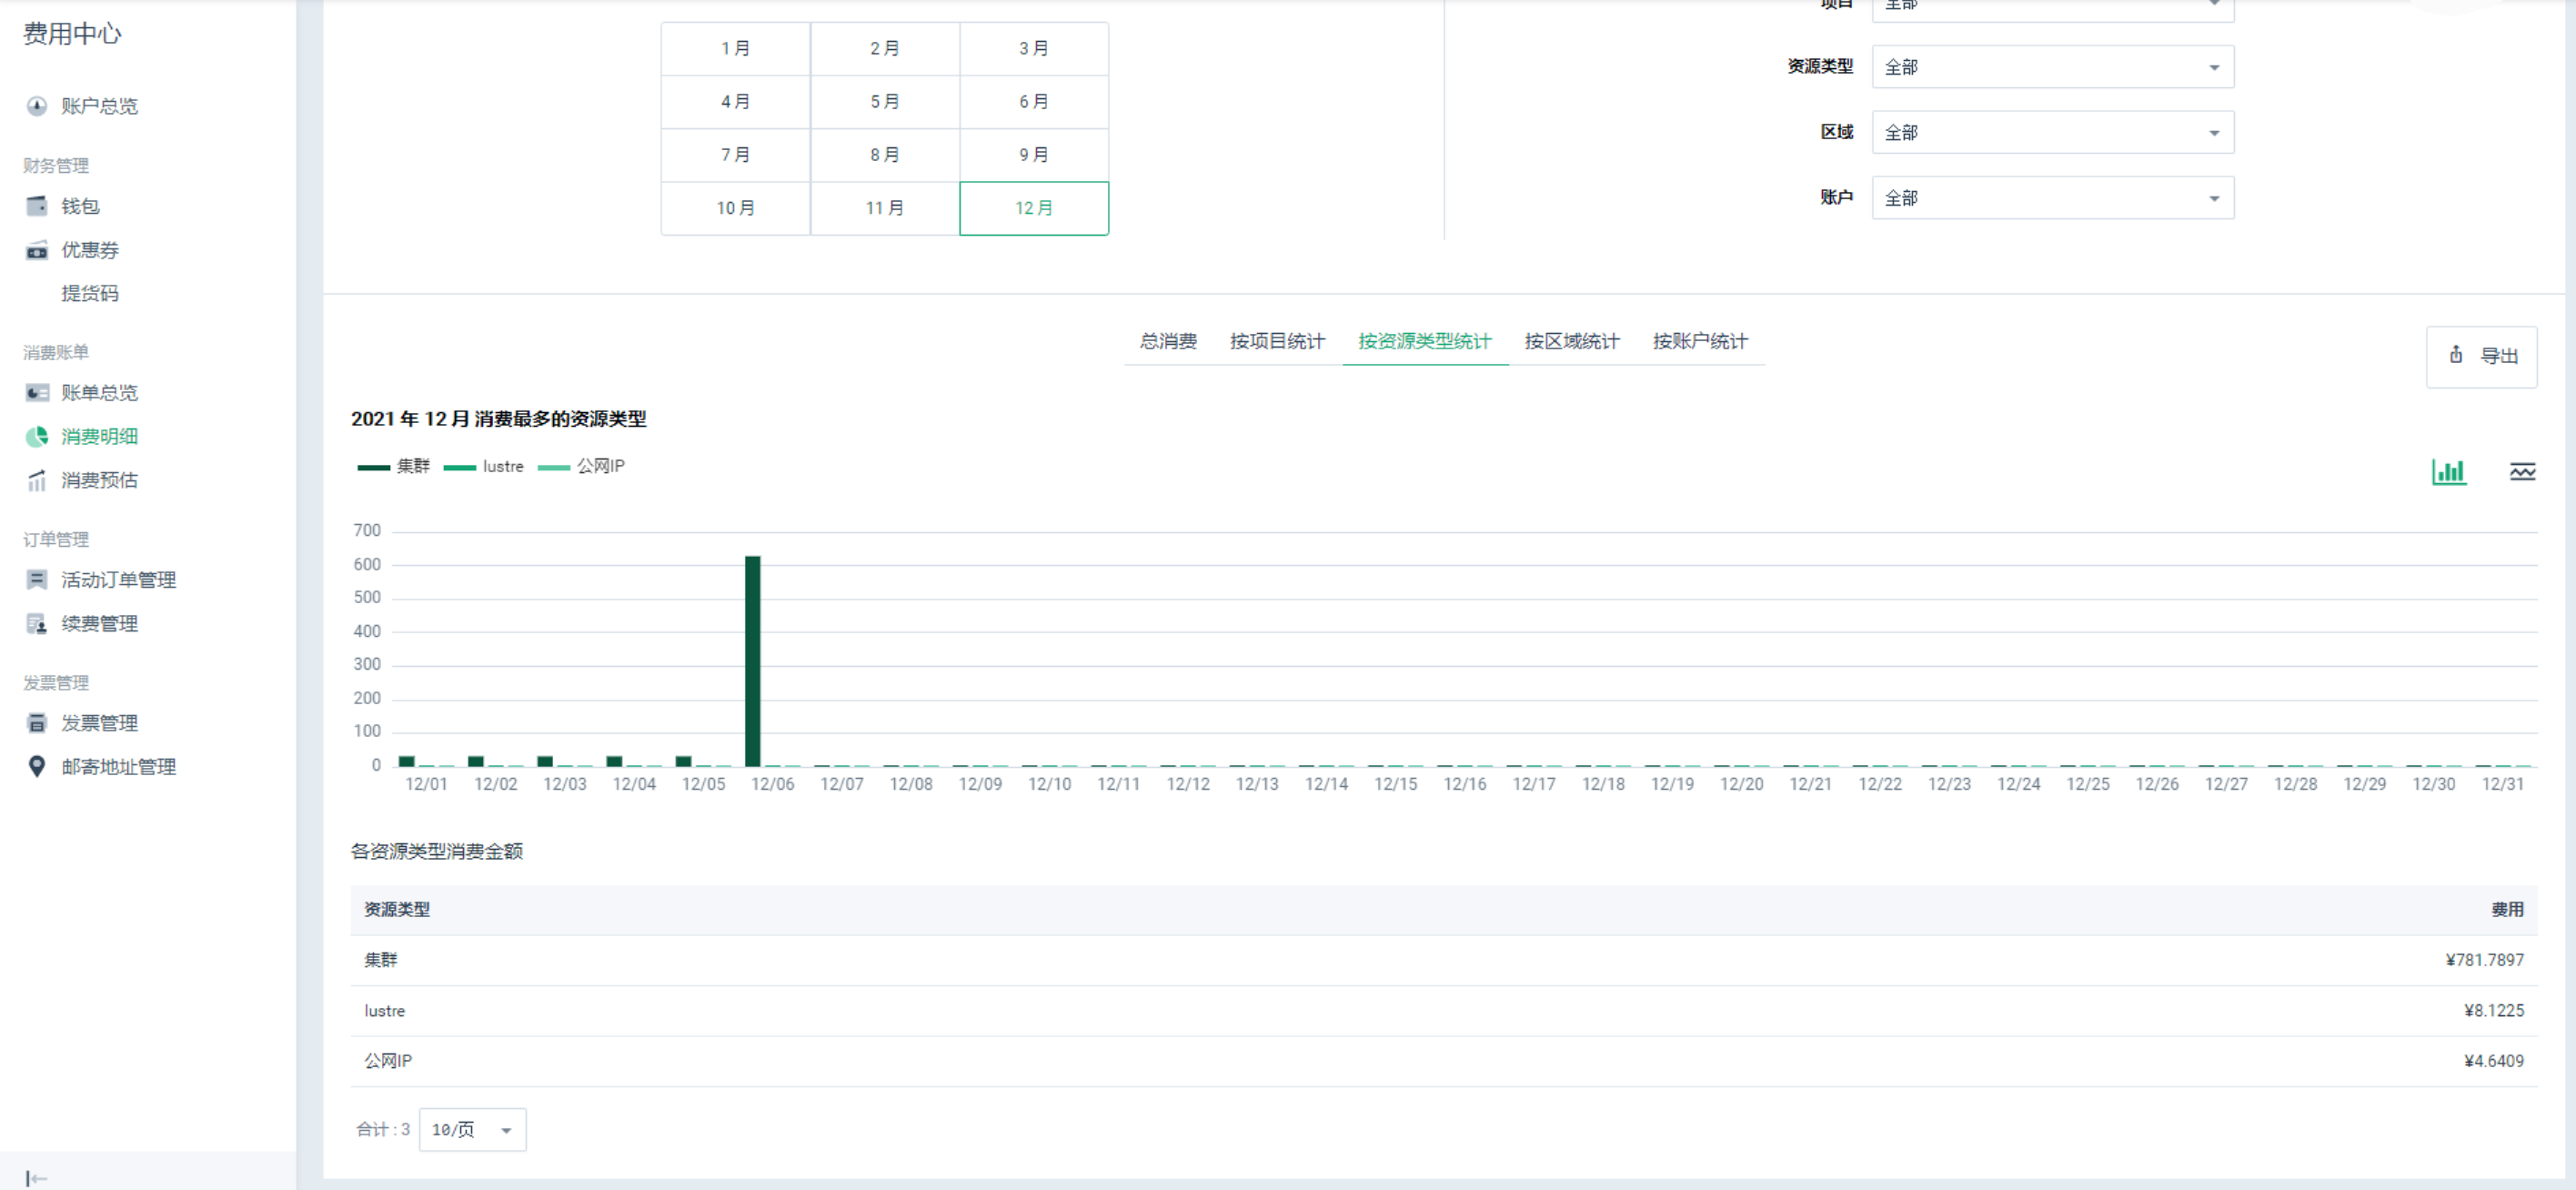 费用中心
账户总览
财务管理
钱包
优惠券
提货码
消费账单
账单总览
消费明细
消费预估
订单管理
活动订单管理
续费管理
发票管理
发票管理
邮寄地址管理
1 月 2 月 3 月
4 月 5 月 6 月
7 月 8 月 9 月
10 月 11 月 12 月
项目 全部
资源类型 全部
区域 全部
账户 全部
总消费 按项目统计 按资源类型统计 按区域统计 按账户统计
导出
2021 年 12 月 消费最多的资源类型
集群 lustre 公网IP
700
600
500
400
300
200
100
0
12/01 12/02 12/03 12/04 12/05 12/06 12/07 12/08 12/09 12/10 12/11 12/12 12/13 12/14 12/15 12/16 12/17 12/18 12/19 12/20 12/21 12/22 12/23 12/24 12/25 12/26 12/27 12/28 12/29 12/30 12/31
各资源类型消费金额
资源类型 费用
集群 ¥781.7897
lustre ¥8.1225
公网IP ¥4.6409
合计 : 3 10/页